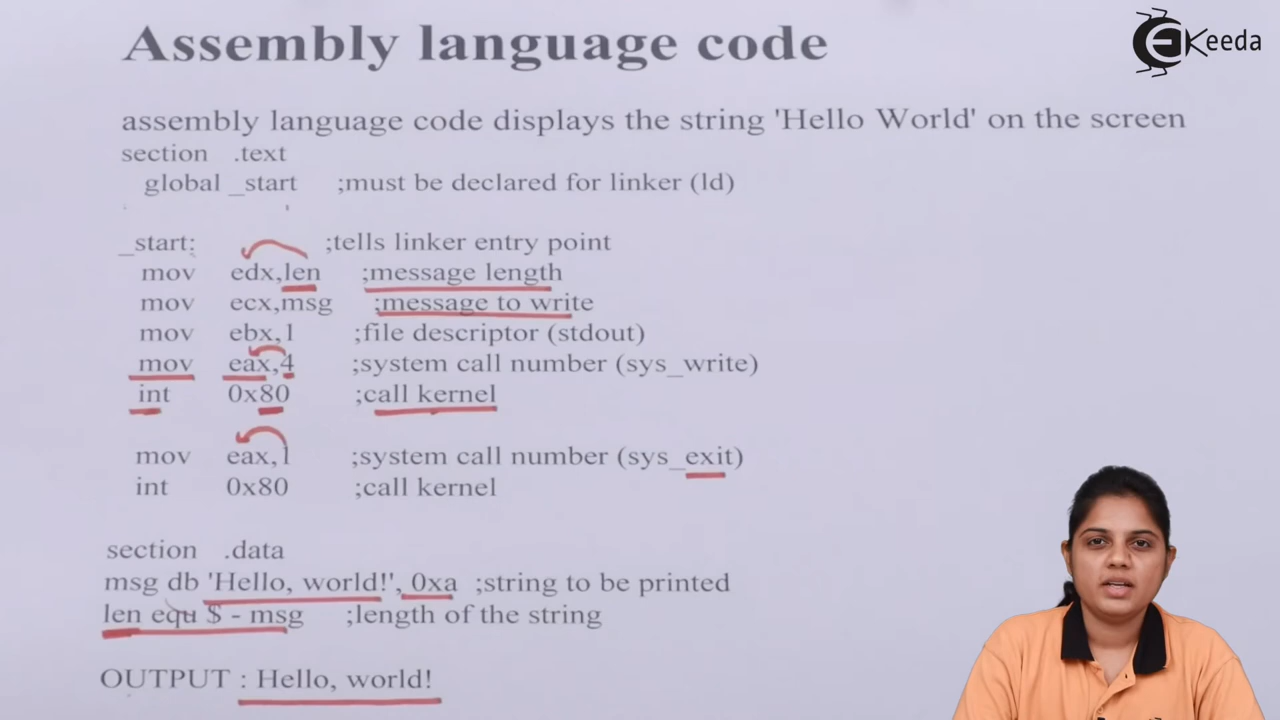 Assembly language code
Keeda
assembly language code displays the string 'Hello World' on the screen
section .text
global _start ;must be declared for linker (ld)
_start: ;tells linker entry point
mov edx,len ;message length
mov ecx,msg ;message to write
mov ebx,1 ;file descriptor (stdout)
mov eax,4 ;system call number (sys_write)
int 0x80 ;call kernel
mov eax,1 ;system call number (sys_exit)
int 0x80 ;call kernel
section .data
msg db 'Hello, world!', 0xa ;string to be printed
len equ $ - msg ;length of the string
OUTPUT : Hello, world!